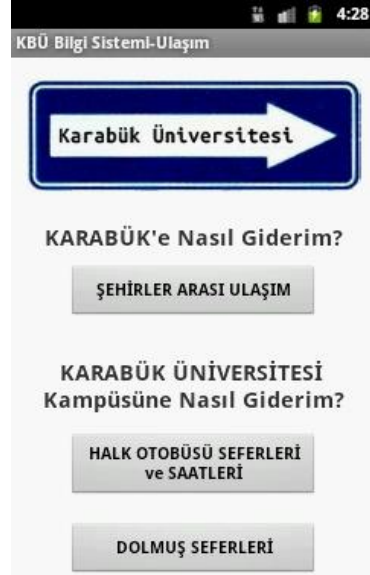 4:28
KBÜ Bilgi Sistemi-Ulaşım
Karabük Üniversitesi
KARABÜK'e Nasıl Giderim?
ŞEHİRLER ARASI ULAŞIM
KARABÜK ÜNİVERSİTESİ
Kampüsüne Nasıl Giderim?
HALK OTOBÜSÜ SEFERLERİ
ve SAATLERİ
DOLMUŞ SEFERLERİ